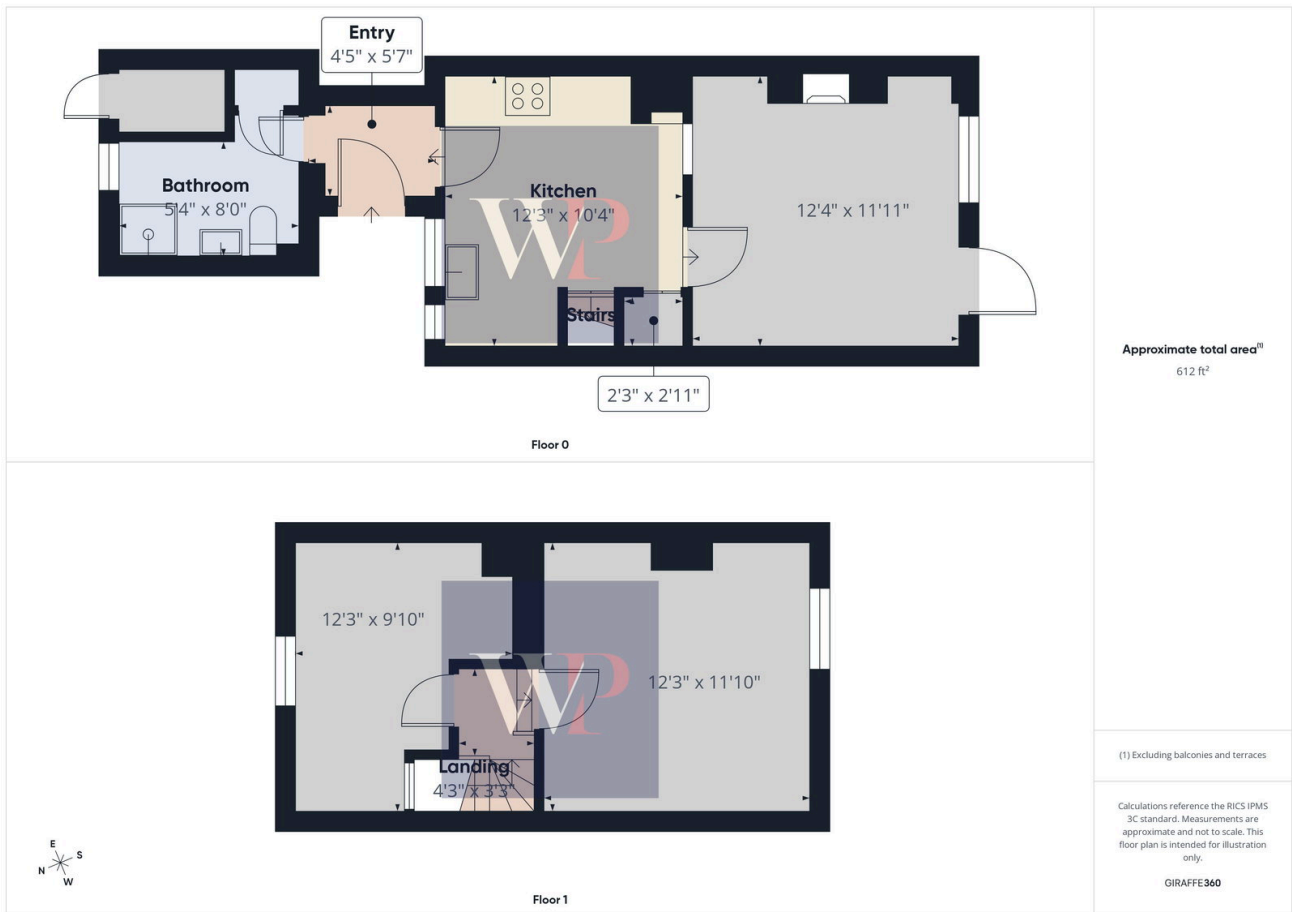 Entry
4'5" x 5'7"
Bathroom
5'4" x 8'0"
Kitchen
12'3" x 10'4"
12'4" x 11'11"
Stairs
2'3" x 2'11"
WP
Floor 0
Approximate total area(1)
612 ft²
12'3" x 9'10"
12'3" x 11'10"
Landing
4'3" x 3'3"
WP
Floor 1
E
S
N
W
(1) Excluding balconies and terraces
Calculations reference the RICS IPMS
3C standard. Measurements are
approximate and not to scale. This
floor plan is intended for illustration
only.
GIRAFFE360